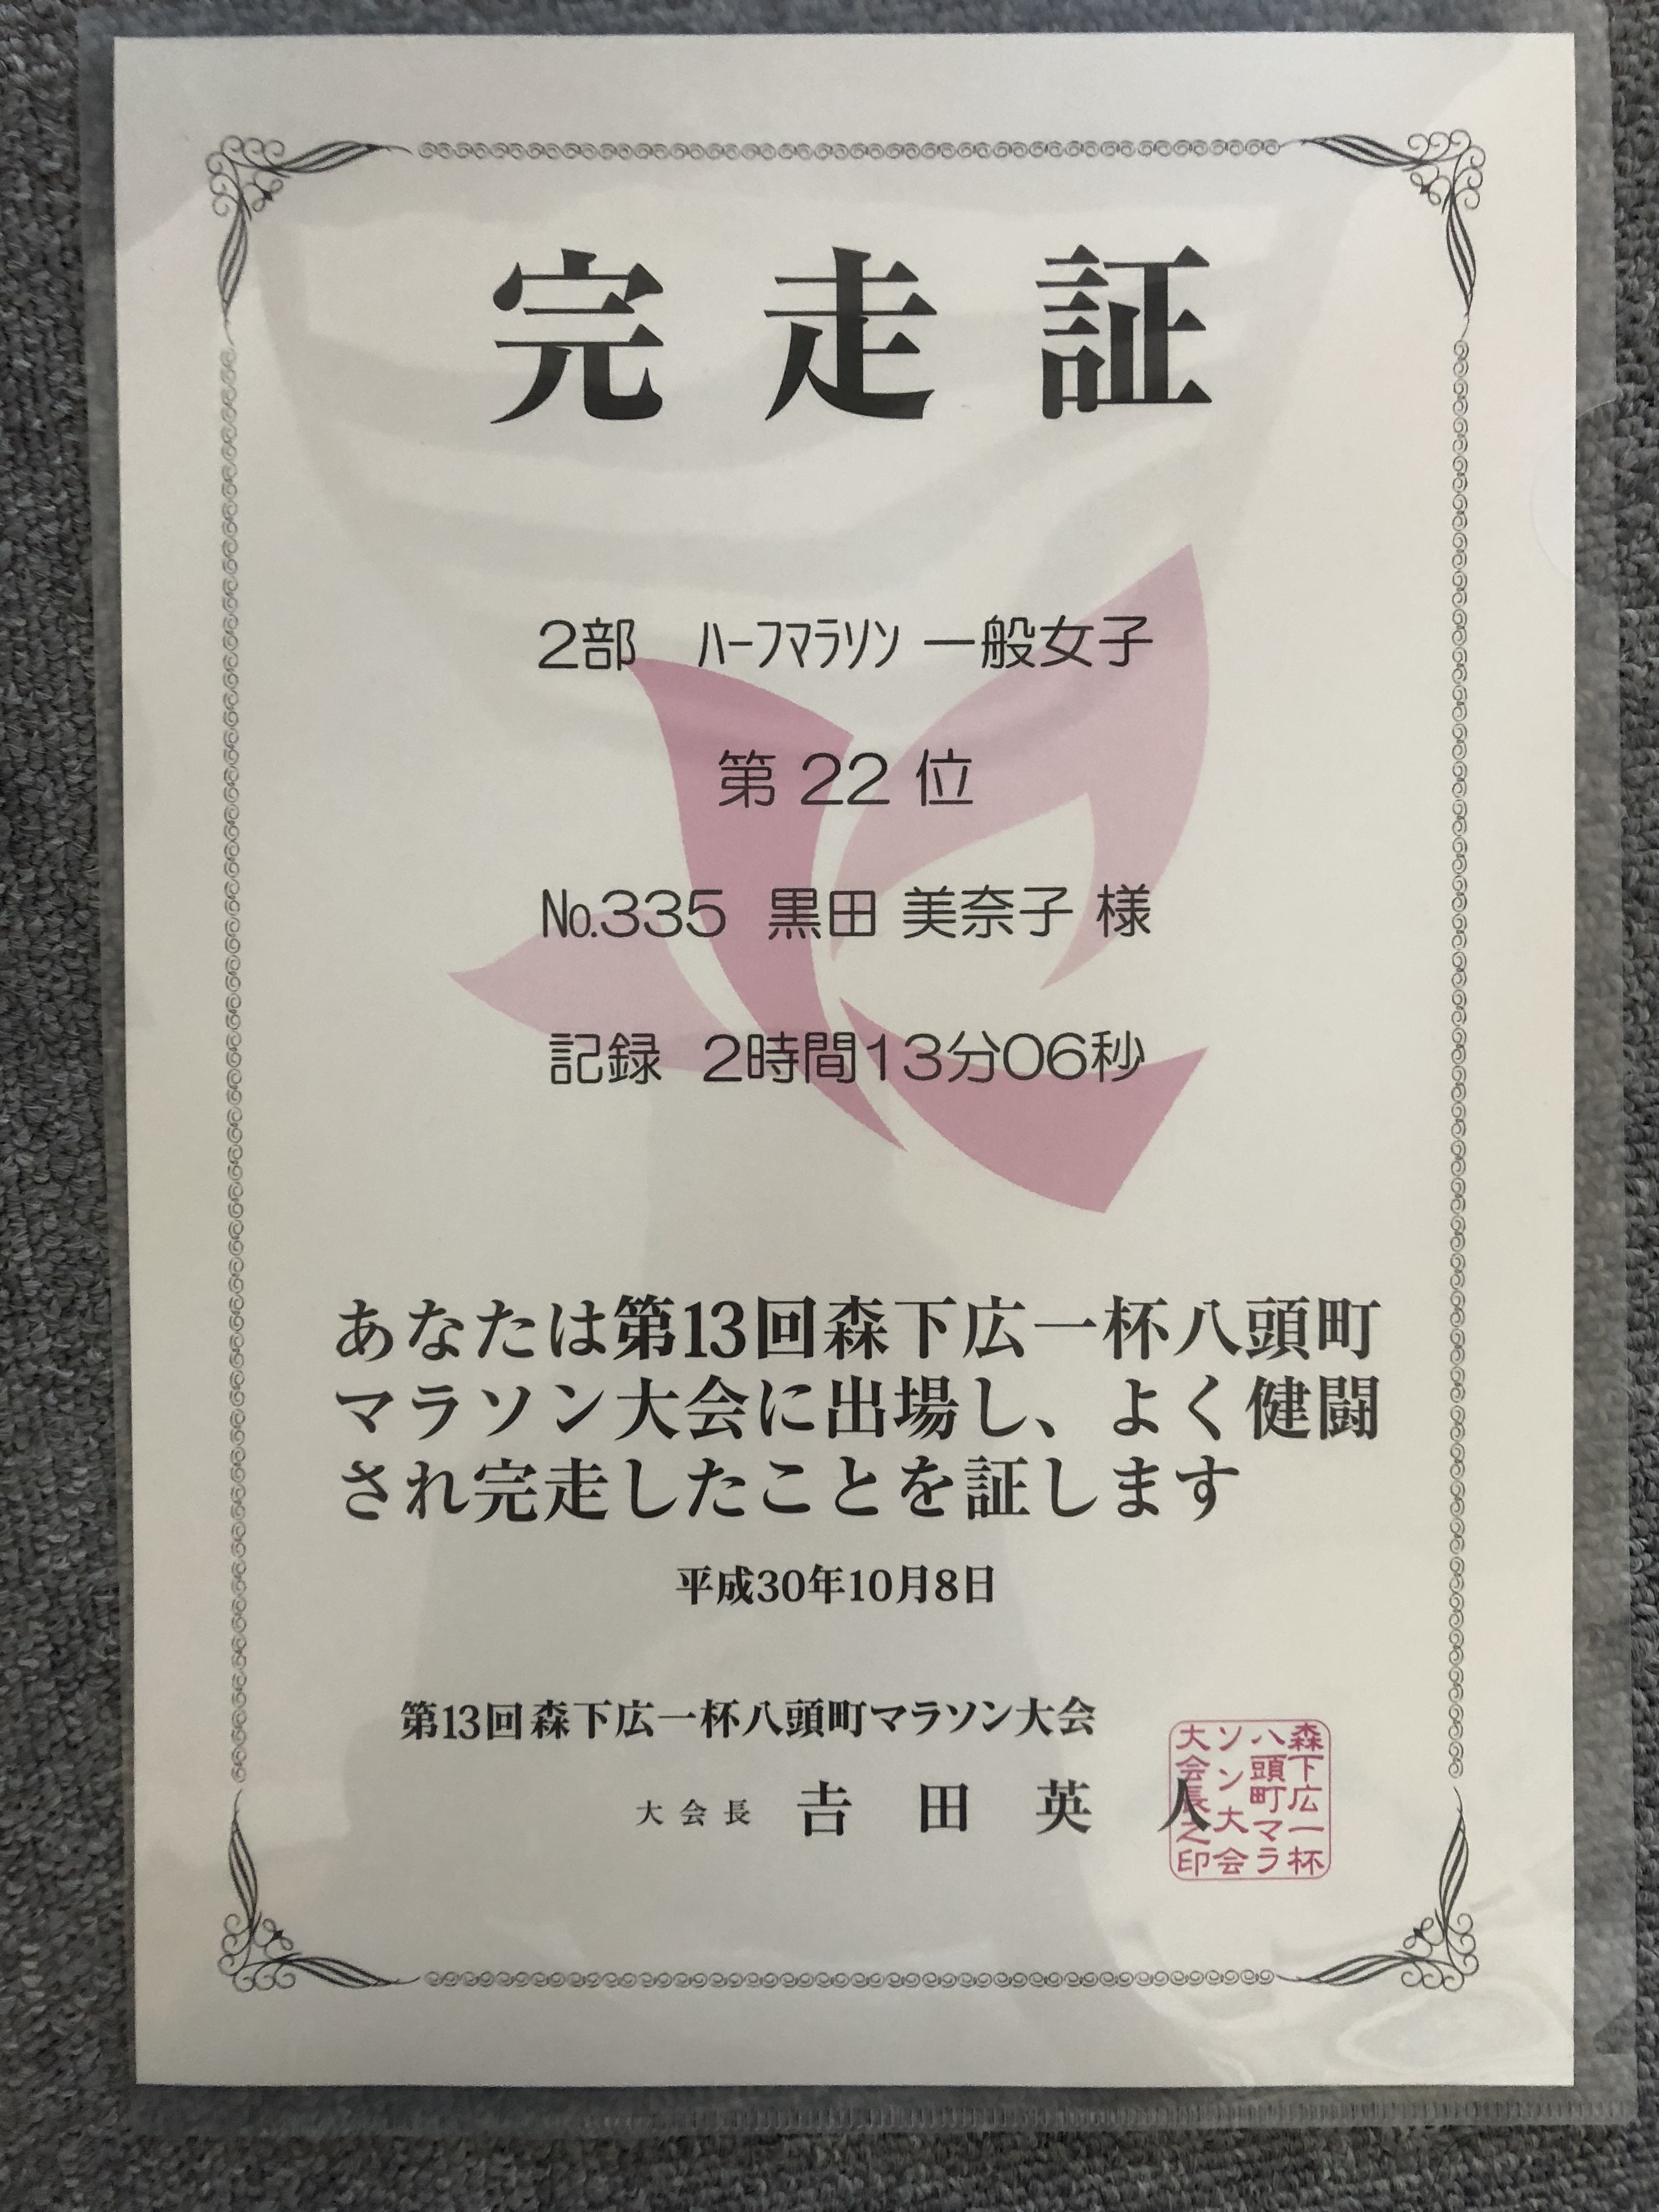 完走証
2部 ﾊｰﾌﾏﾗｿﾝ 一般女子
第 22 位
№335 黒田 美奈子 様
記録 2時間13分06秒
あなたは第13回森下広一杯八頭町
マラソン大会に出場し、よく健闘
され完走したことを証します
平成30年10月8日
第13回森下広一杯八頭町マラソン大会
大会長 𠮷田英人
森下広一杯
八頭町マラ
ソン大会
大会長之印